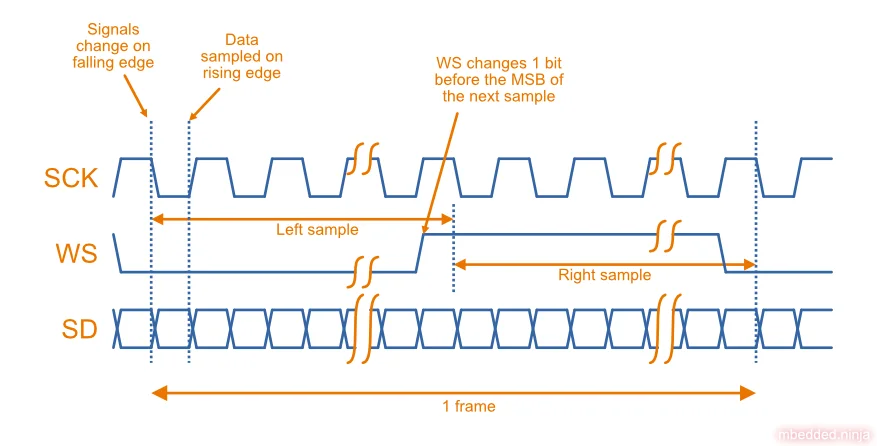 Signals
change on
falling edge
Data
sampled on
rising edge
WS changes 1 bit
before the MSB of
the next sample
SCK
Left sample
WS
Right sample
SD
1 frame
mbedded.ninja